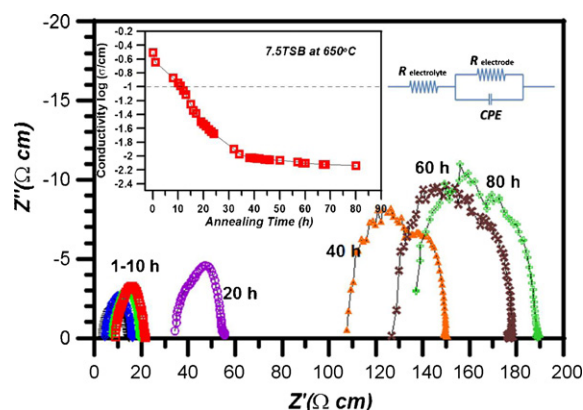 -20
-15
-10
-5
0
Z''(Ω cm)
0 20 40 60 80 100 120 140 160 180 200
Z'(Ω cm)
-0.2
-0.4
-0.6
-0.8
-1
-1.2
-1.4
-1.6
-1.8
-2
-2.2
-2.4
Conductivity log (σ/cm)
7.5TSB at 650°C
0 10 20 30 40 50 60 70 80 90
Annealing Time (h)
R electrode
R electrolyte
CPE
1-10 h
20 h
40 h
60 h
80 h